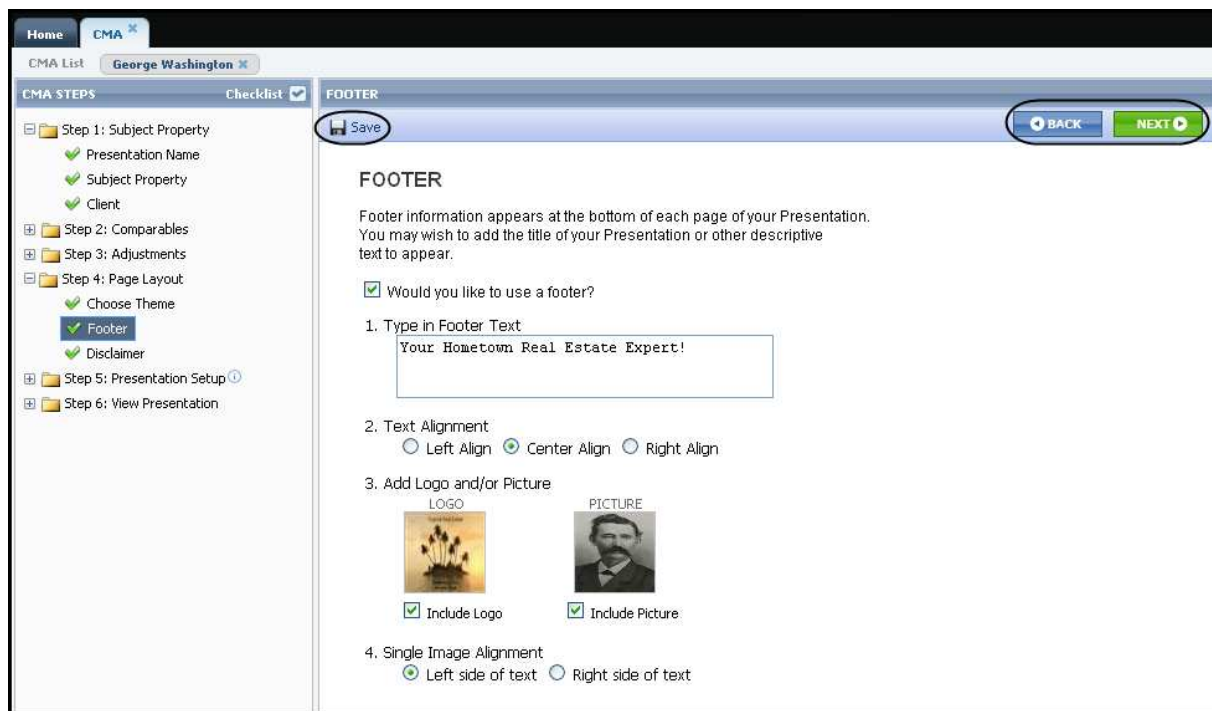 Home CMA
CMA List George Washington
CMA STEPS Checklist
FOOTER
Save
BACK NEXT
Step 1: Subject Property
Presentation Name
Subject Property
Client
Step 2: Comparables
Step 3: Adjustments
Step 4: Page Layout
Choose Theme
Footer
Disclaimer
Step 5: Presentation Setup
Step 6: View Presentation
FOOTER
Footer information appears at the bottom of each page of your Presentation.
You may wish to add the title of your Presentation or other descriptive
text to appear.
Would you like to use a footer?
1. Type in Footer Text
Your Hometown Real Estate Expert!
2. Text Alignment
Left Align Center Align Right Align
3. Add Logo and/or Picture
LOGO PICTURE
Include Logo Include Picture
4. Single Image Alignment
Left side of text Right side of text